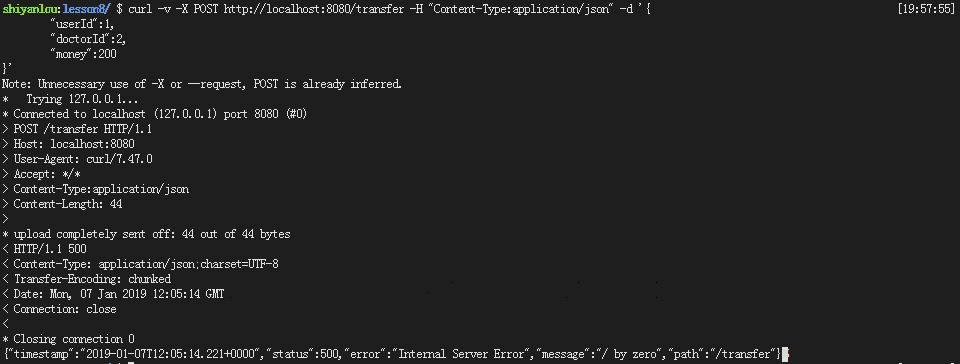 shiyanlou:lesson8/ $ curl -v -X POST http://localhost:8080/transfer -H "Content-Type:application/json" -d '{ [19:57:55]
"userId":1,
"doctorId":2,
"money":200
}'
Note: Unnecessary use of -X or --request, POST is already inferred.
* Trying 127.0.0.1...
* Connected to localhost (127.0.0.1) port 8080 (#0)
> POST /transfer HTTP/1.1
> Host: localhost:8080
> User-Agent: curl/7.47.0
> Accept: */*
> Content-Type:application/json
> Content-Length: 44
>
* upload completely sent off: 44 out of 44 bytes
< HTTP/1.1 500
< Content-Type: application/json;charset=UTF-8
< Transfer-Encoding: chunked
< Date: Mon, 07 Jan 2019 12:05:14 GMT
< Connection: close
<
* Closing connection 0
{"timestamp":"2019-01-07T12:05:14.221+0000","status":500,"error":"Internal Server Error","message":"/ by zero","path":"/transfer"}